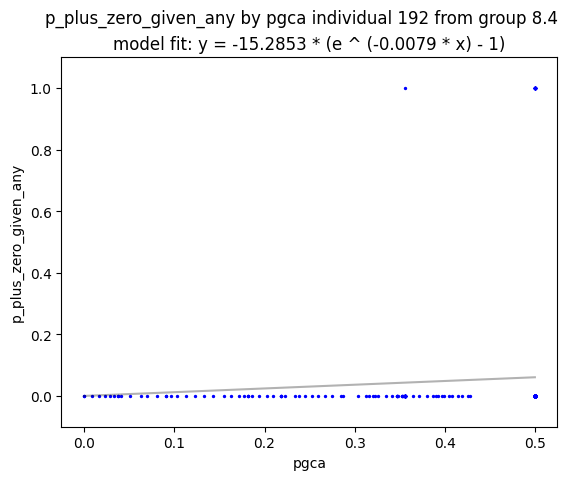 p_plus_zero_given_any by pgca individual 192 from group 8.4
model fit: y = -15.2853 * (e ^ (-0.0079 * x) - 1)
1.0
0.8
0.6
0.4
0.2
0.0
p_plus_zero_given_any
0.0 0.1 0.2 0.3 0.4 0.5
pgca